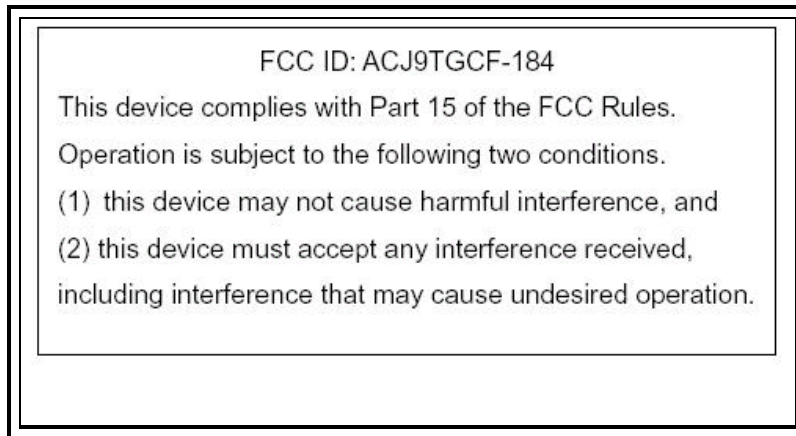 FCC ID: ACJ9TGCF-184
This device complies with Part 15 of the FCC Rules.
Operation is subject to the following two conditions.
(1) this device may not cause harmful interference, and
(2) this device must accept any interference received,
including interference that may cause undesired operation.